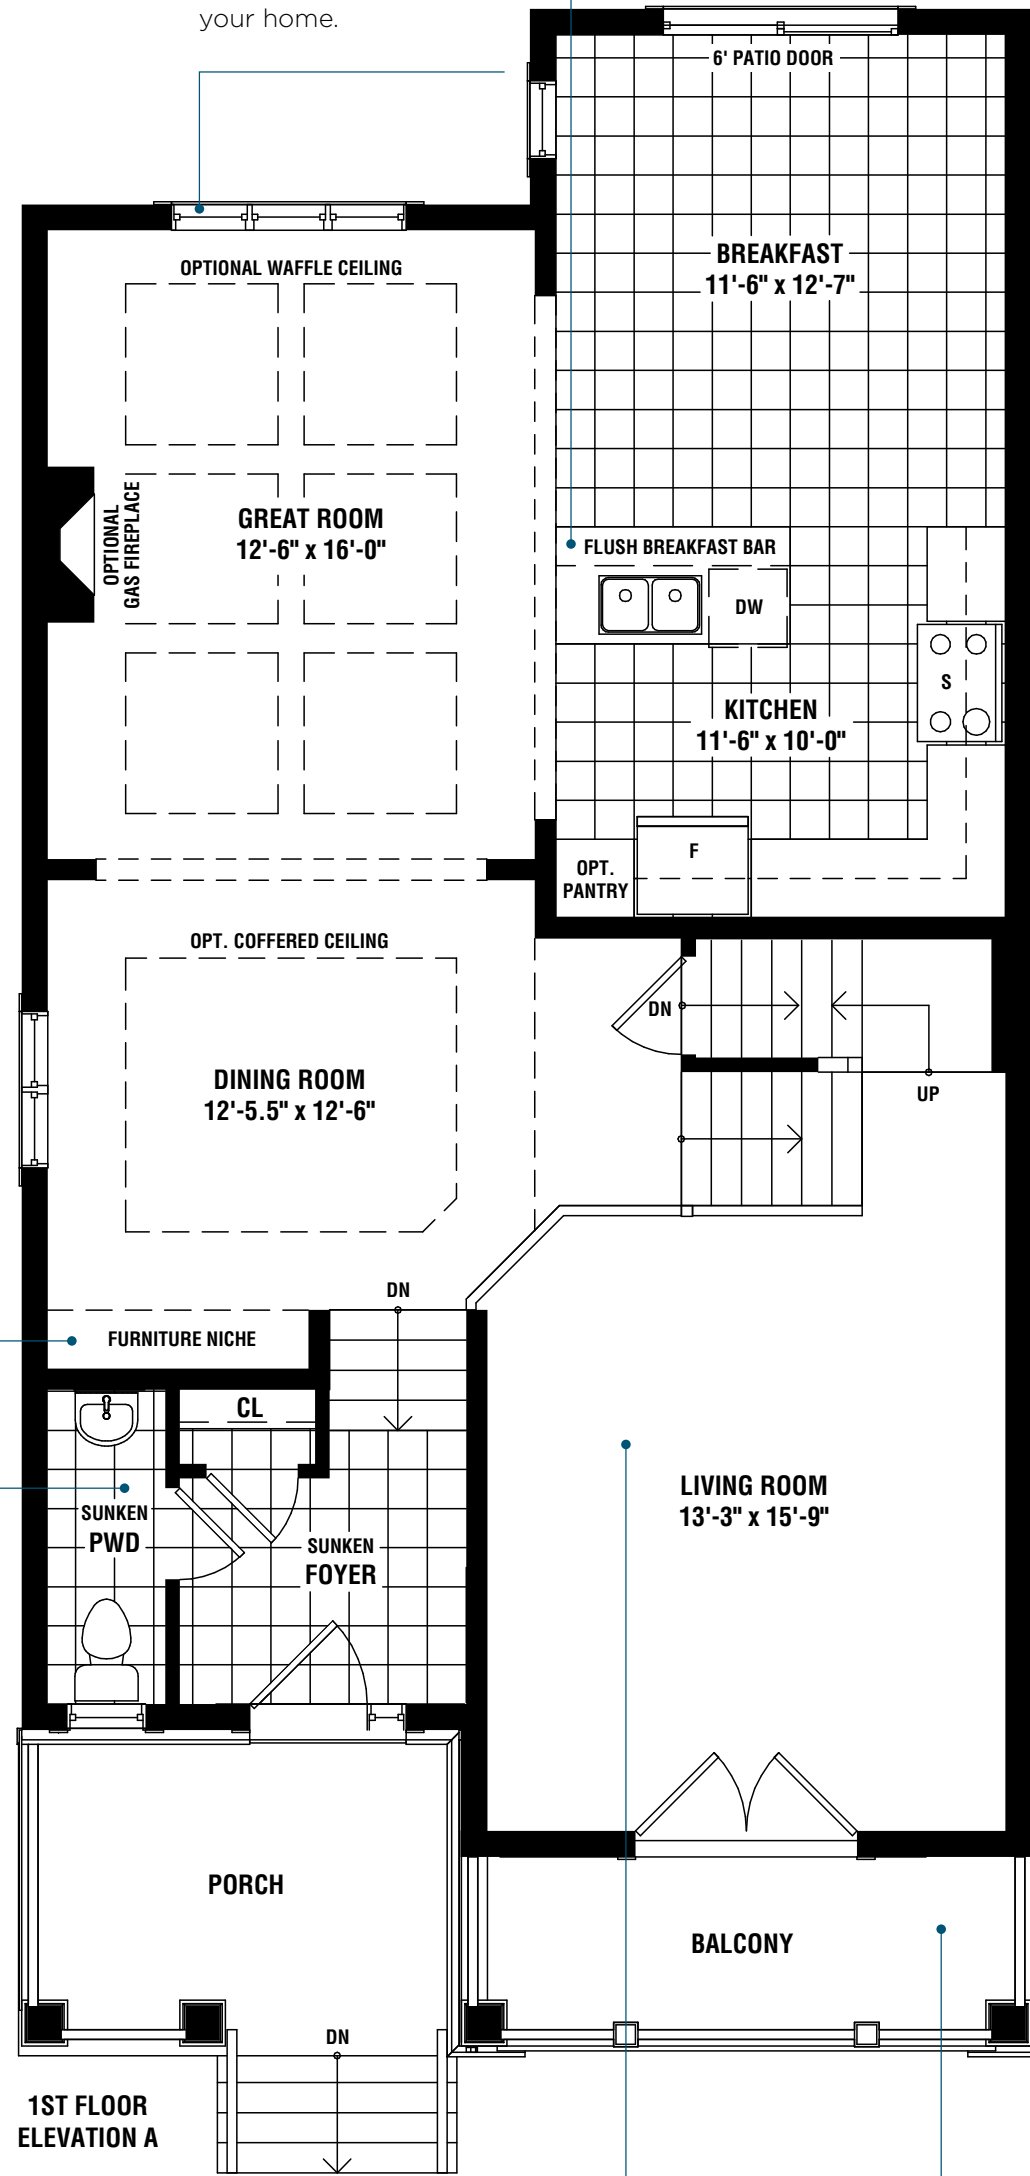 your home.
6' PATIO DOOR
BREAKFAST
11'-6" x 12'-7"
OPTIONAL WAFFLE CEILING
GREAT ROOM
12'-6" x 16'-0"
OPTIONAL
GAS FIREPLACE
FLUSH BREAKFAST BAR
DW
S
KITCHEN
11'-6" x 10'-0"
F
OPT.
PANTRY
OPT. COFFERED CEILING
DN
UP
DINING ROOM
12'-5.5" x 12'-6"
DN
FURNITURE NICHE
CL
SUNKEN
PWD
SUNKEN
FOYER
LIVING ROOM
13'-3" x 15'-9"
PORCH
BALCONY
DN
1ST FLOOR
ELEVATION A